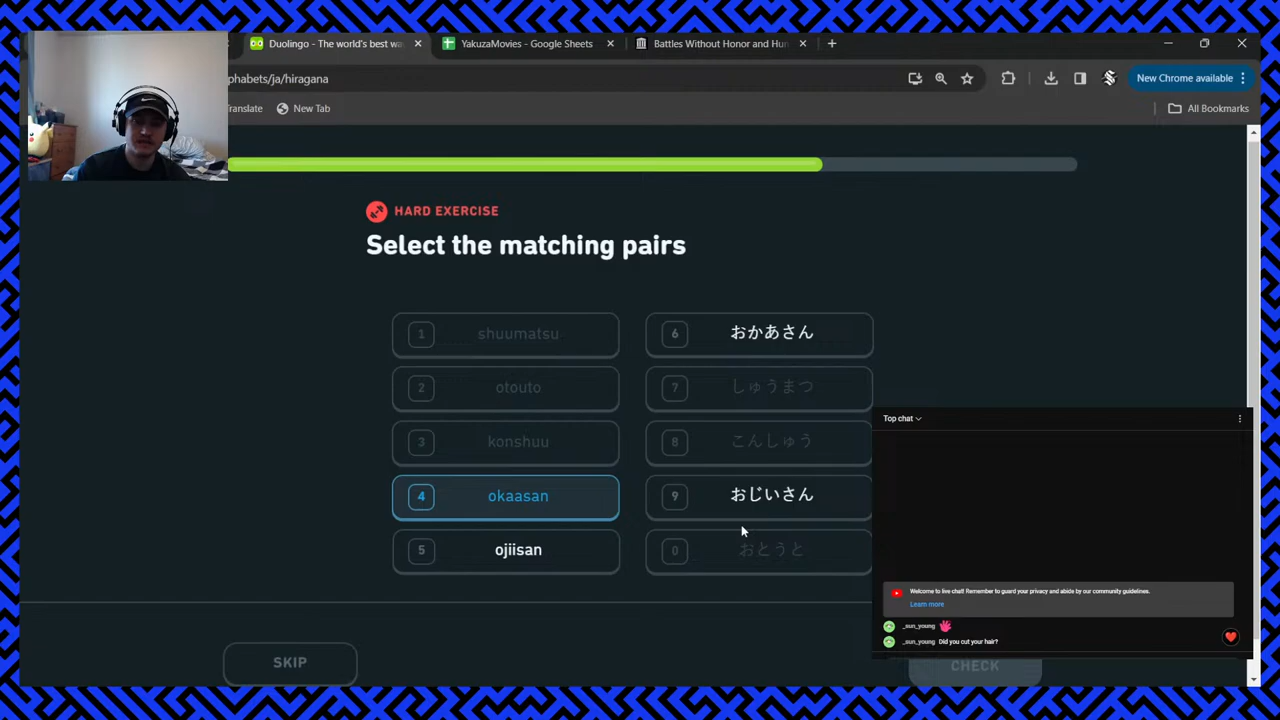 Duolingo - The world's best wa
YakuzaMovies - Google Sheets
Battles Without Honor and Hun
phabets/ja/hiragana
New Chrome available
Translate
New Tab
All Bookmarks
HARD EXERCISE
Select the matching pairs
1 shuumatsu
6 おかあさん
2 otouto
7 しゅうまつ
3 konshuu
8 こんしゅう
4 okaasan
9 おじいさん
5 ojiisan
0 おとうと
SKIP
CHECK
Top chat
Welcome to live chat! Remember to guard your privacy and abide by our community guidelines.
Learn more
_sun_young
_sun_young Did you cut your hair?